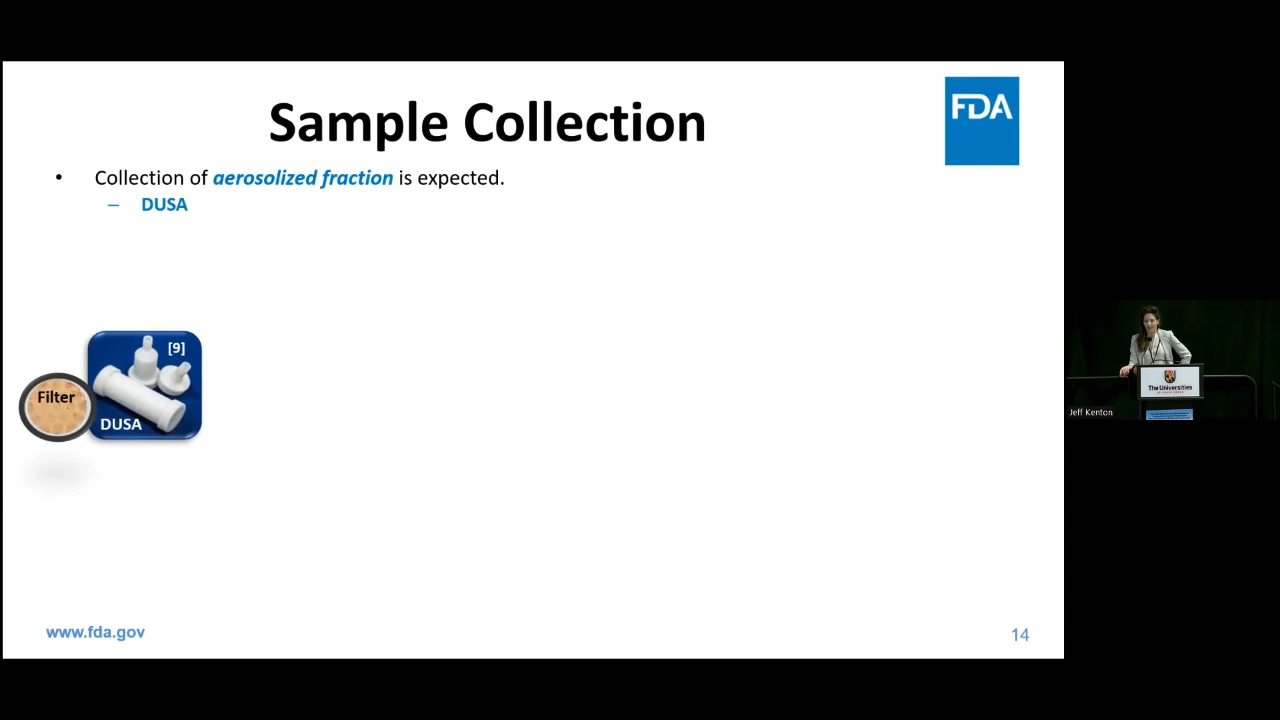 Sample Collection
FDA
• Collection of aerosolized fraction is expected.
– DUSA
[9]
Filter
DUSA
www.fda.gov
14
The Universities
Jeff Kenton